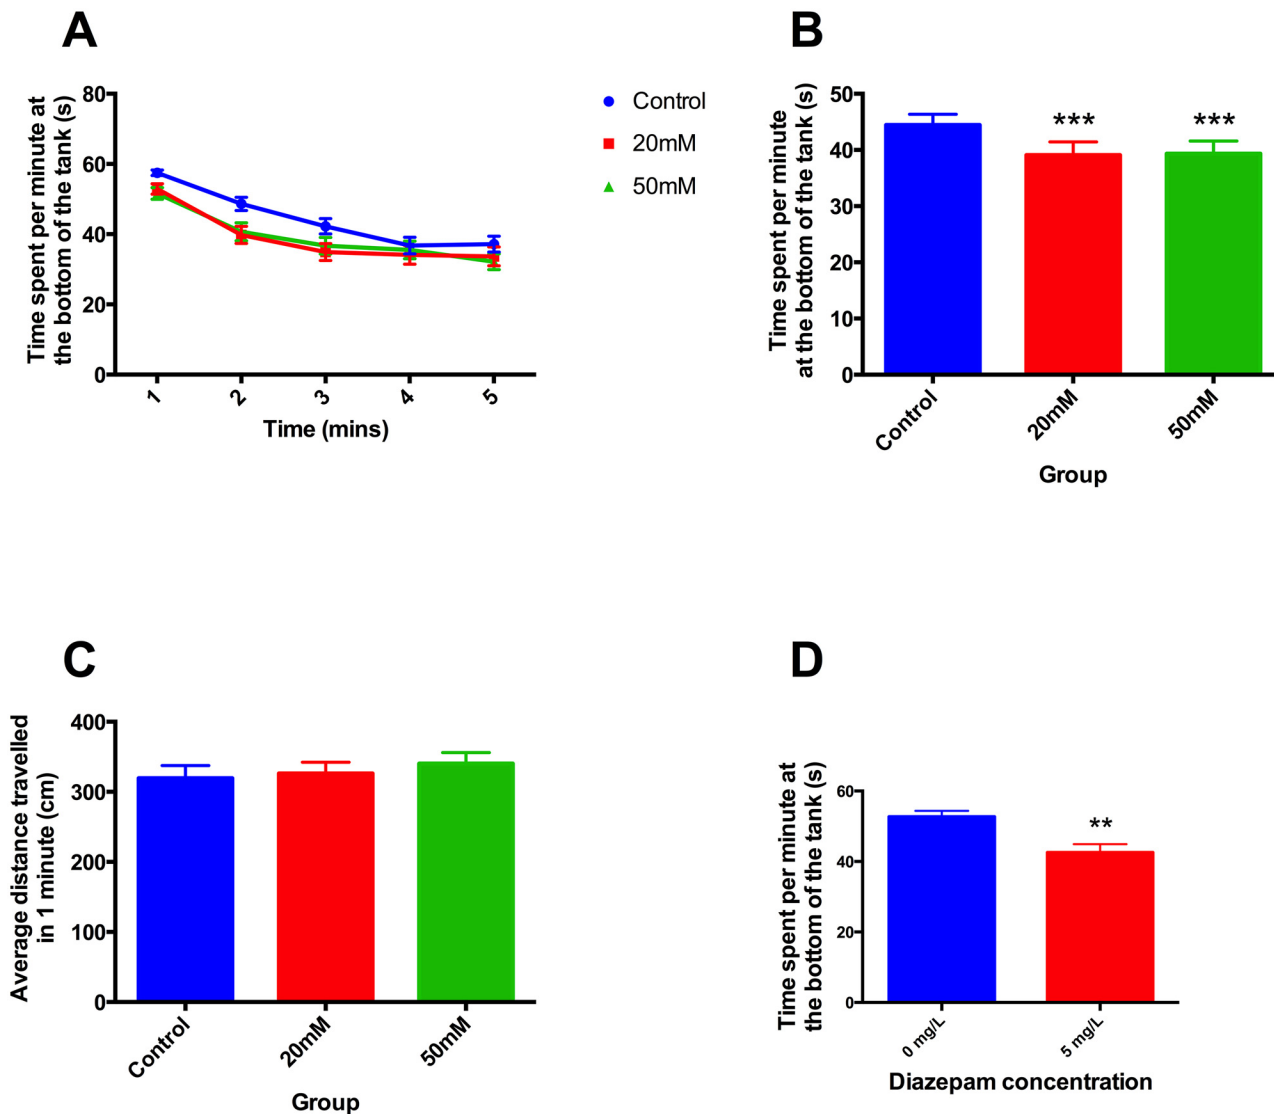 A
Time spent per minute at
the bottom of the tank (s)
80
60
40
20
0
1
2
3
4
5
Time (mins)
Control
20mM
50mM
B
Time spent per minute
at the bottom of the tank (s)
50
40
30
20
10
0
***
***
Control
20mM
50mM
Group
C
Average distance travelled
in 1 minute (cm)
400
300
200
100
0
Control
20mM
50mM
Group
D
Time spent per minute at
the bottom of the tank (s)
60
40
20
0
**
0 mg/L
5 mg/L
Diazepam concentration